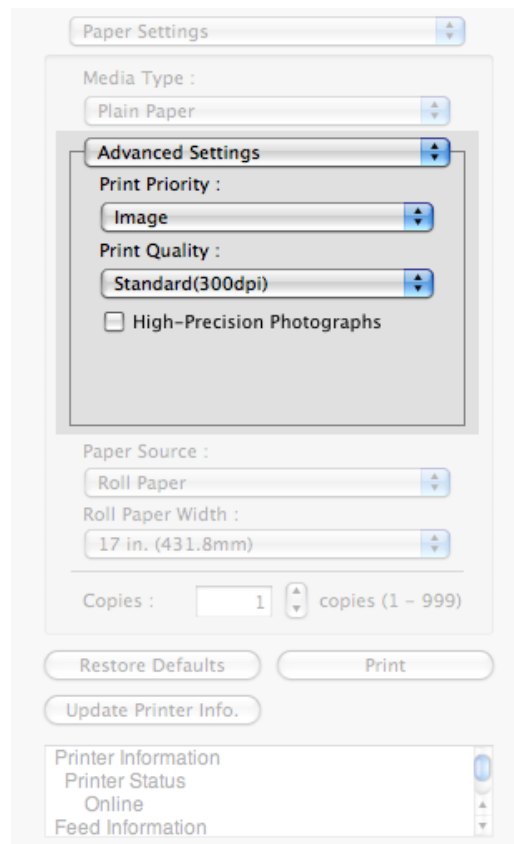 Paper Settings
Media Type :
Plain Paper
Advanced Settings
Print Priority :
Image
Print Quality :
Standard(300dpi)
High-Precision Photographs
Paper Source :
Roll Paper
Roll Paper Width :
17 in. (431.8mm)
Copies : 1 copies (1 – 999)
Restore Defaults Print
Update Printer Info.
Printer Information
Printer Status
Online
Feed Information